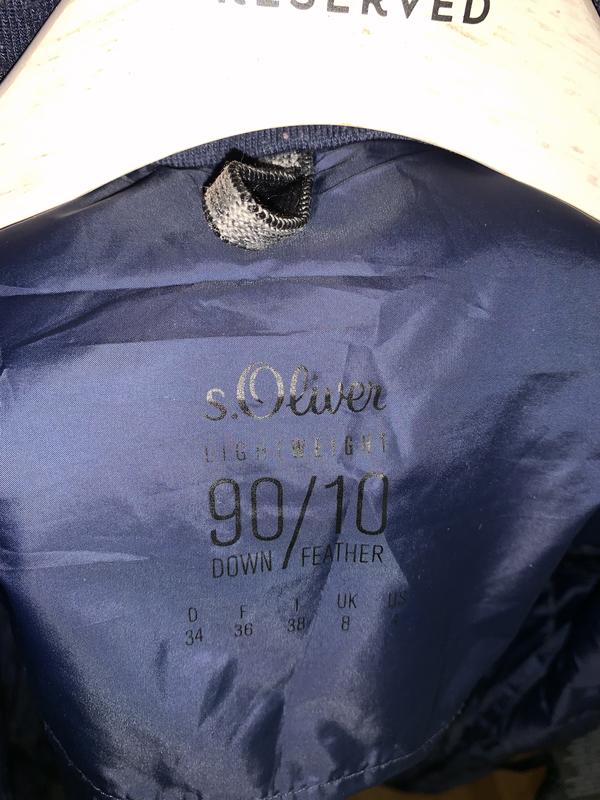 RESERVED
s.Oliver
LIGHTWEIGHT
90/10
DOWN / FEATHER
D F I UK US
34 36 38 8